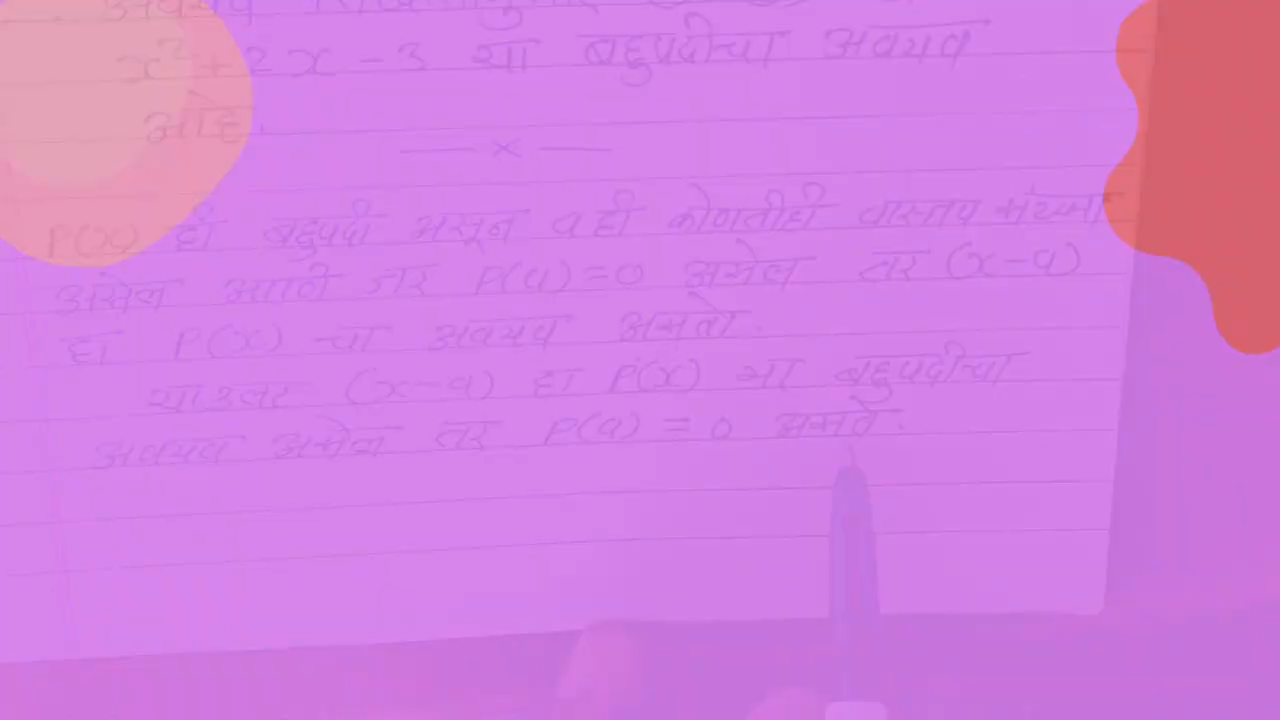 अवयव
x² + 2x - 3 या बहुपदीचा अवयव
आहे.
— x —
P(x) ही बहुपदी असून a ही कोणतीही वास्तव संख्या
असेल आणि जर P(a) = 0 असेल तर (x-a)
हा P(x) चा अवयव असतो.
याउलट (x-a) हा P(x) या बहुपदीचा
अवयव असेल तर P(a) = 0 असते.